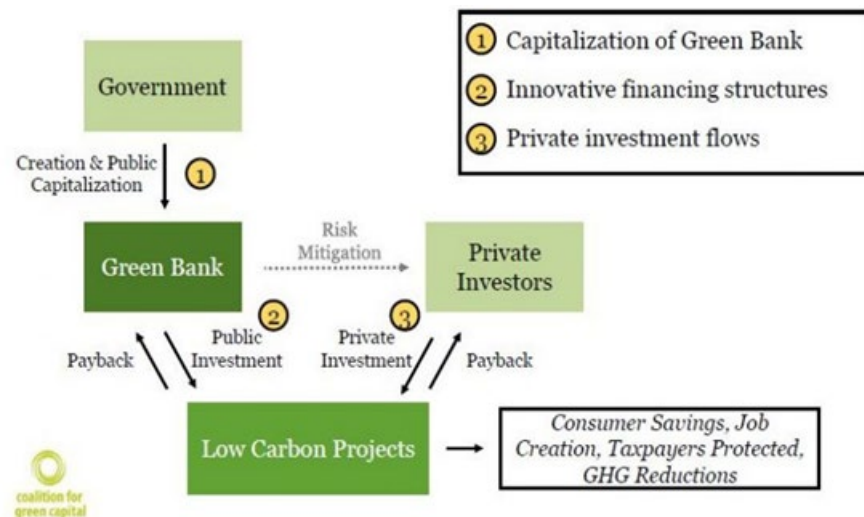 Government
1 Capitalization of Green Bank
2 Innovative financing structures
3 Private investment flows
Creation & Public
Capitalization
1
Green Bank
Risk
Mitigation
Private
Investors
2
3
Payback
Public
Investment
Private
Investment
Payback
Low Carbon Projects
Consumer Savings, Job
Creation, Taxpayers Protected,
GHG Reductions
coalition for
green capital